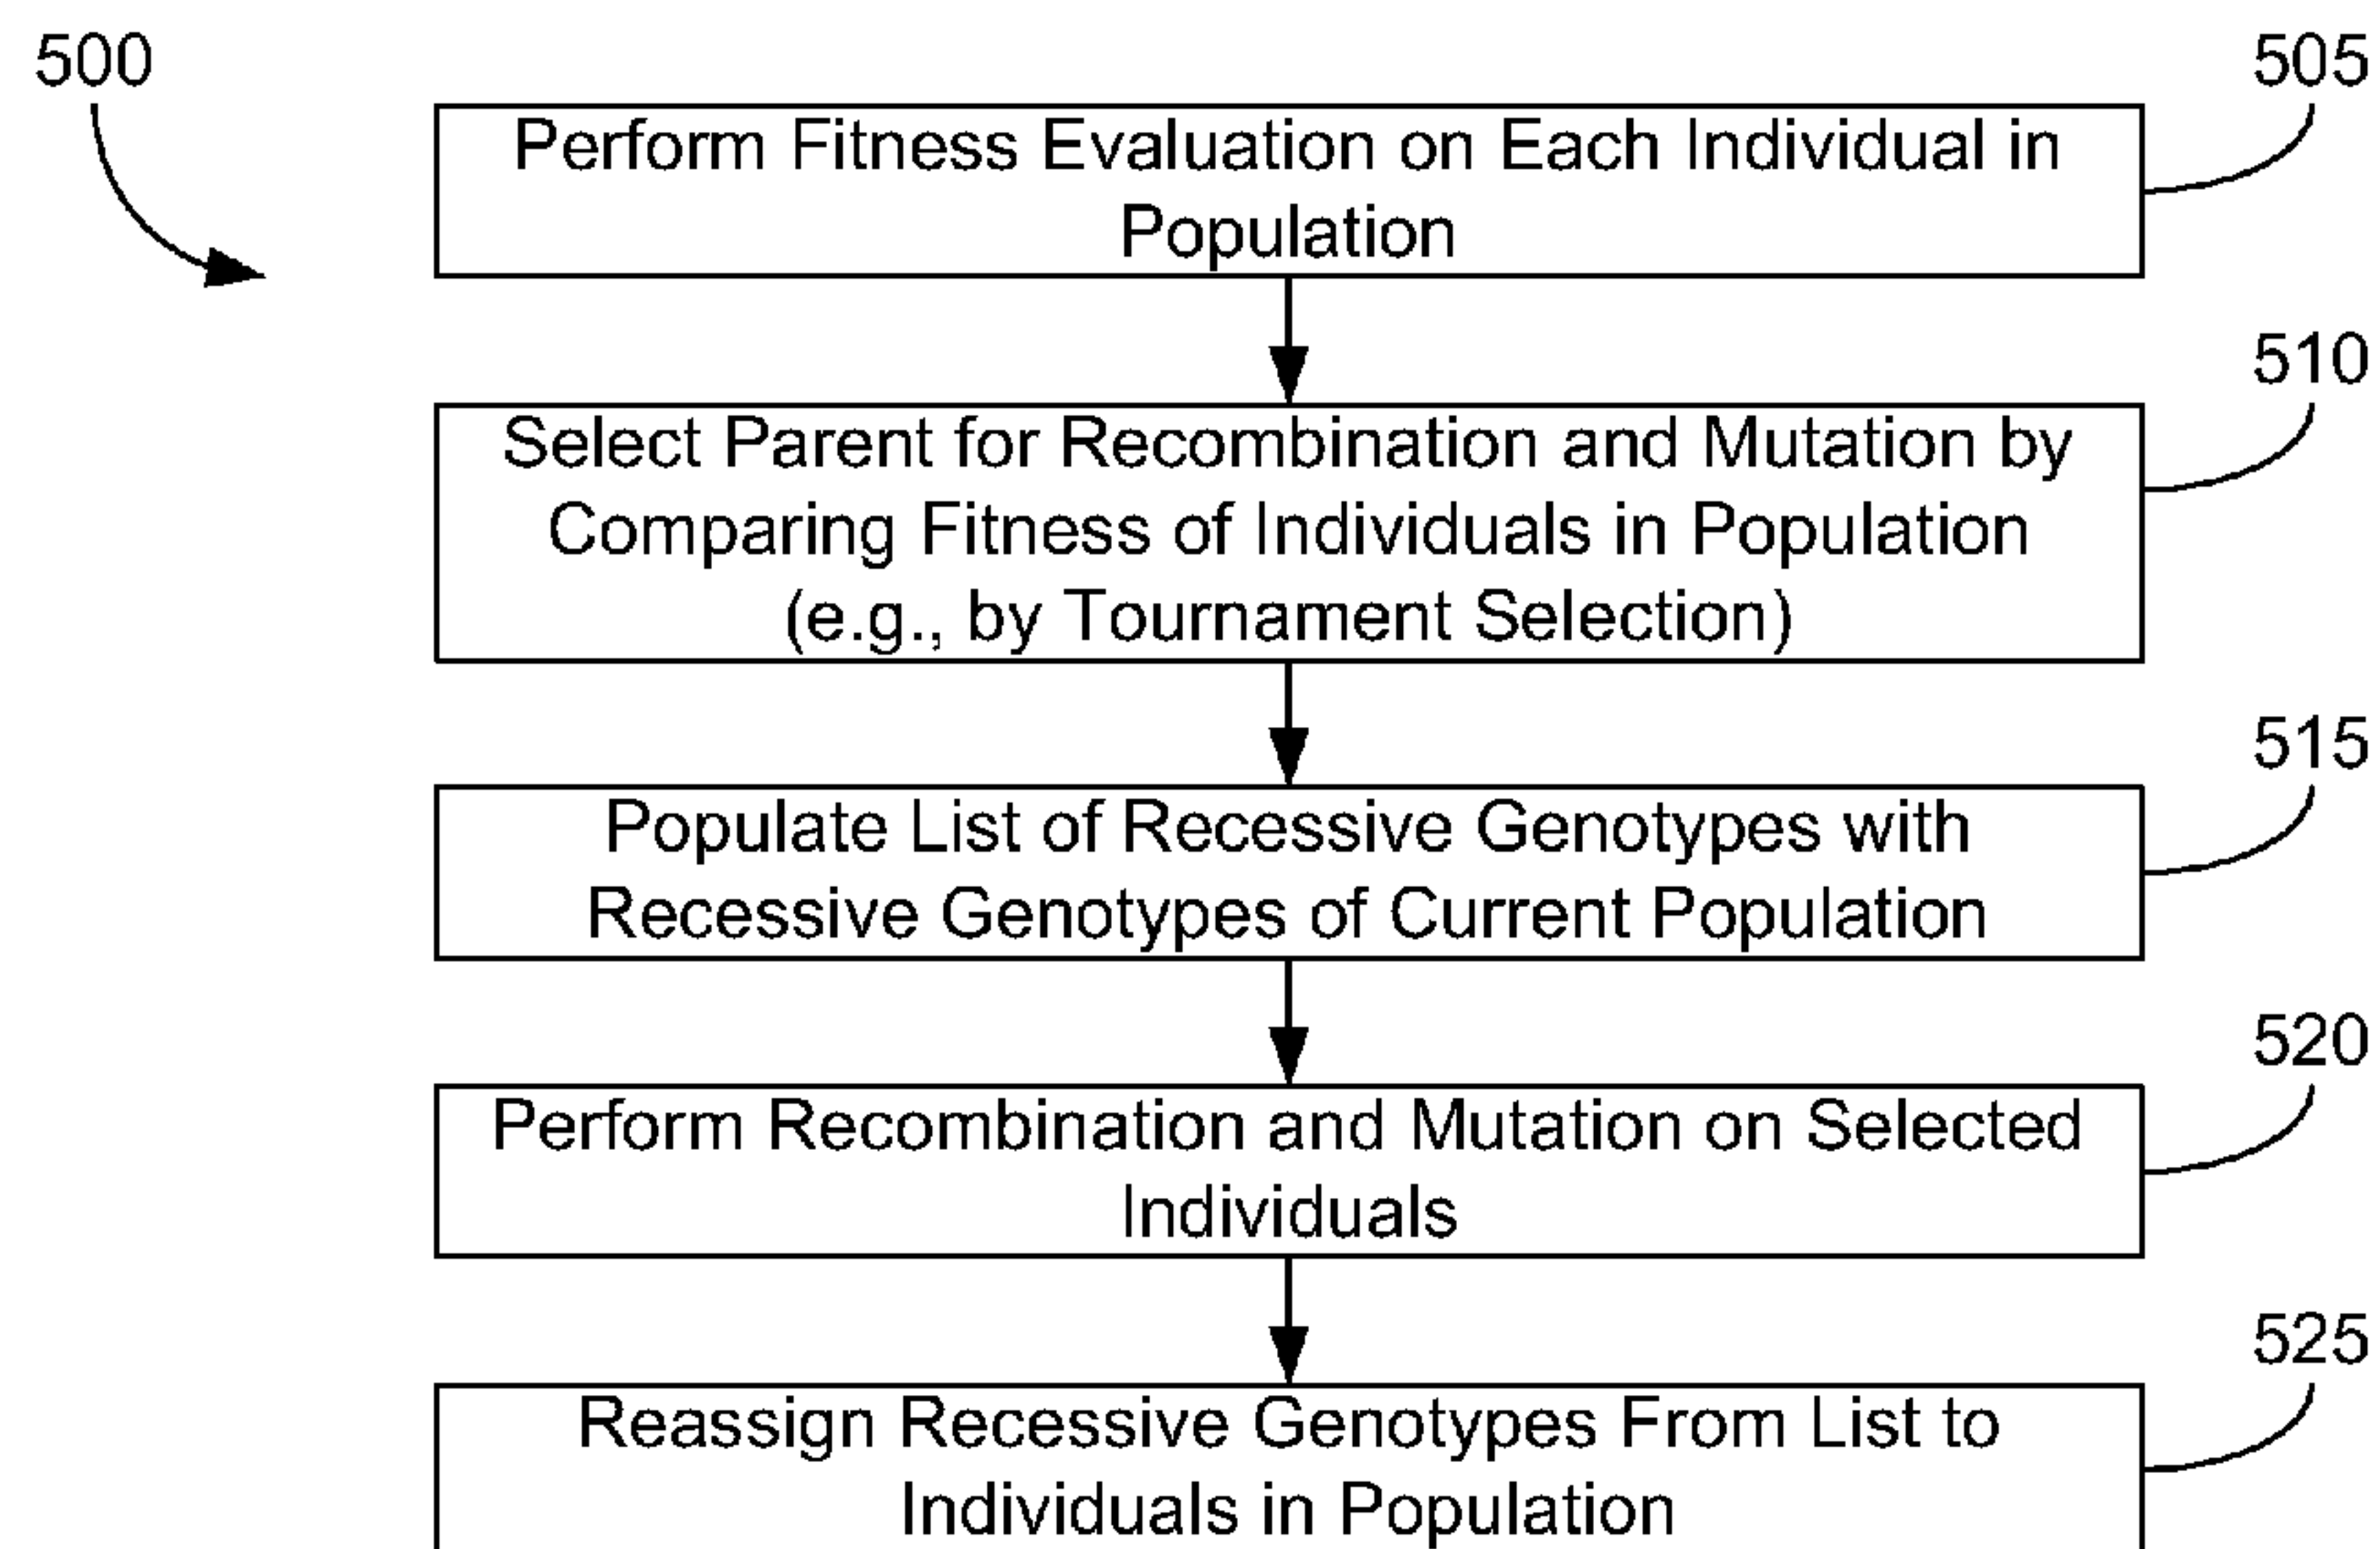 500
505
Perform Fitness Evaluation on Each Individual in
Population
510
Select Parent for Recombination and Mutation by
Comparing Fitness of Individuals in Population
(e.g., by Tournament Selection)
515
Populate List of Recessive Genotypes with
Recessive Genotypes of Current Population
520
Perform Recombination and Mutation on Selected
Individuals
525
Reassign Recessive Genotypes From List to
Individuals in Population